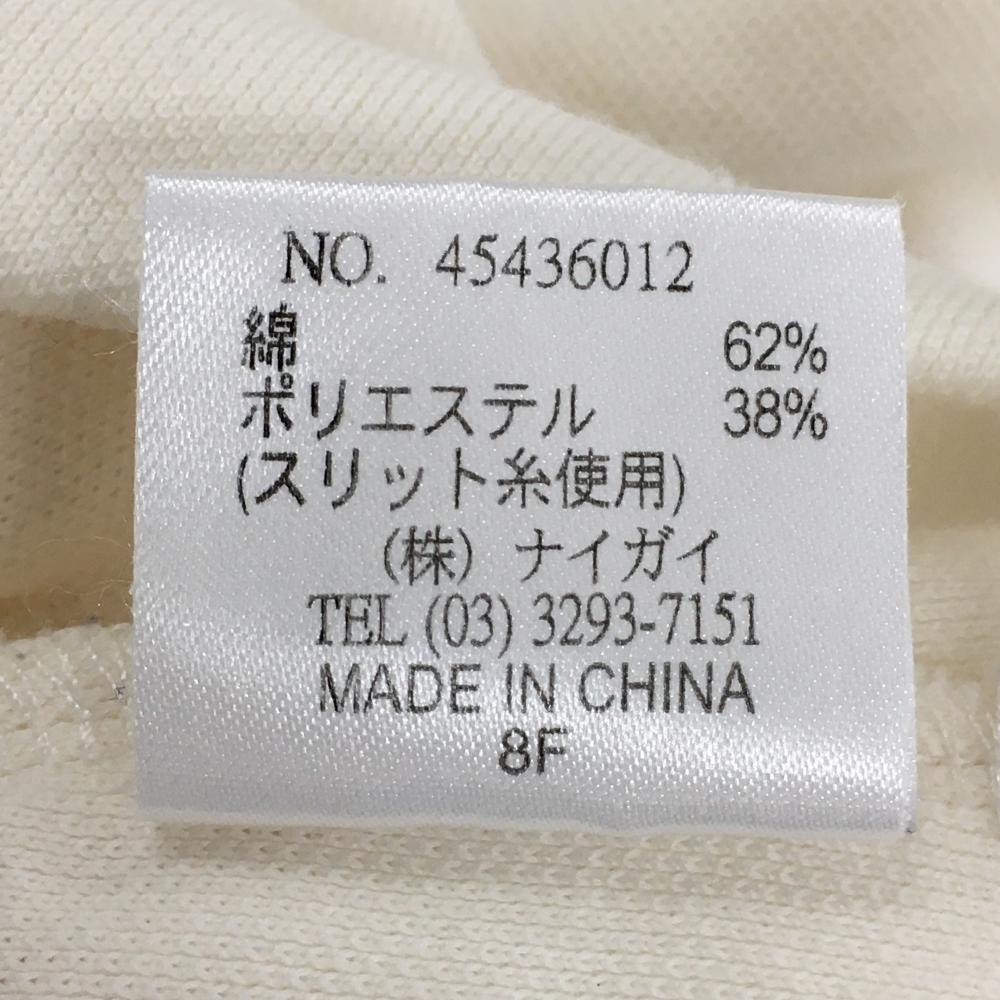 NO. 45436012
綿 62%
ポリエステル 38%
(スリット糸使用)
(株) ナイガイ
TEL (03) 3293-7151
MADE IN CHINA
8F